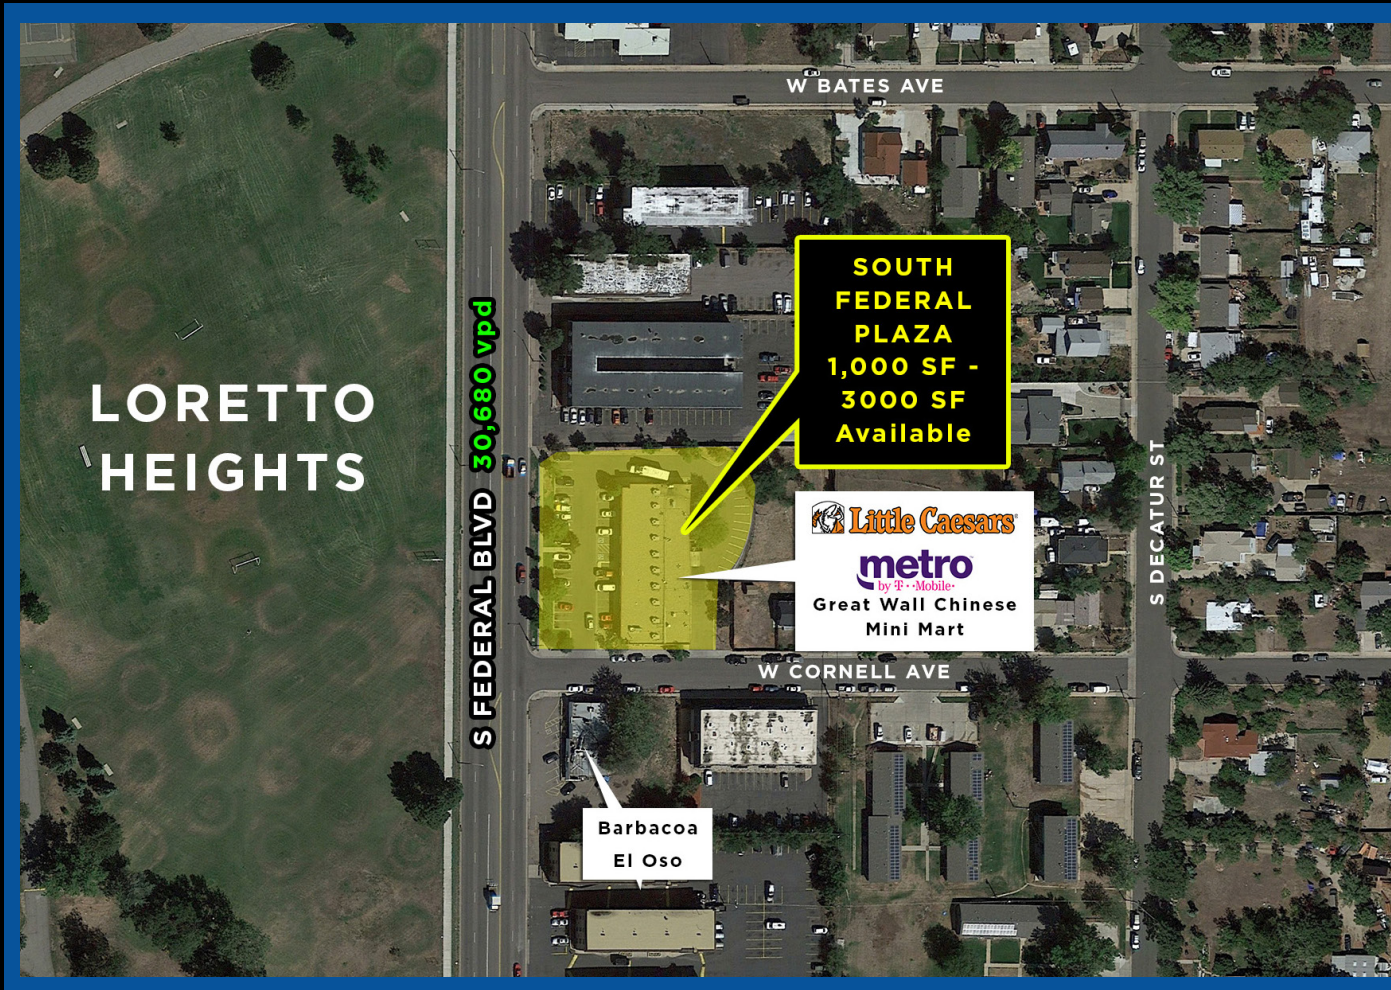 W BATES AVE
SOUTH
FEDERAL
PLAZA
1,000 SF -
3000 SF
Available
LORETTO
HEIGHTS
S FEDERAL BLVD 30,680 vpd
S DECATUR ST
Little Caesars
metro
by T-Mobile
Great Wall Chinese
Mini Mart
W CORNELL AVE
Barbacoa
El Oso